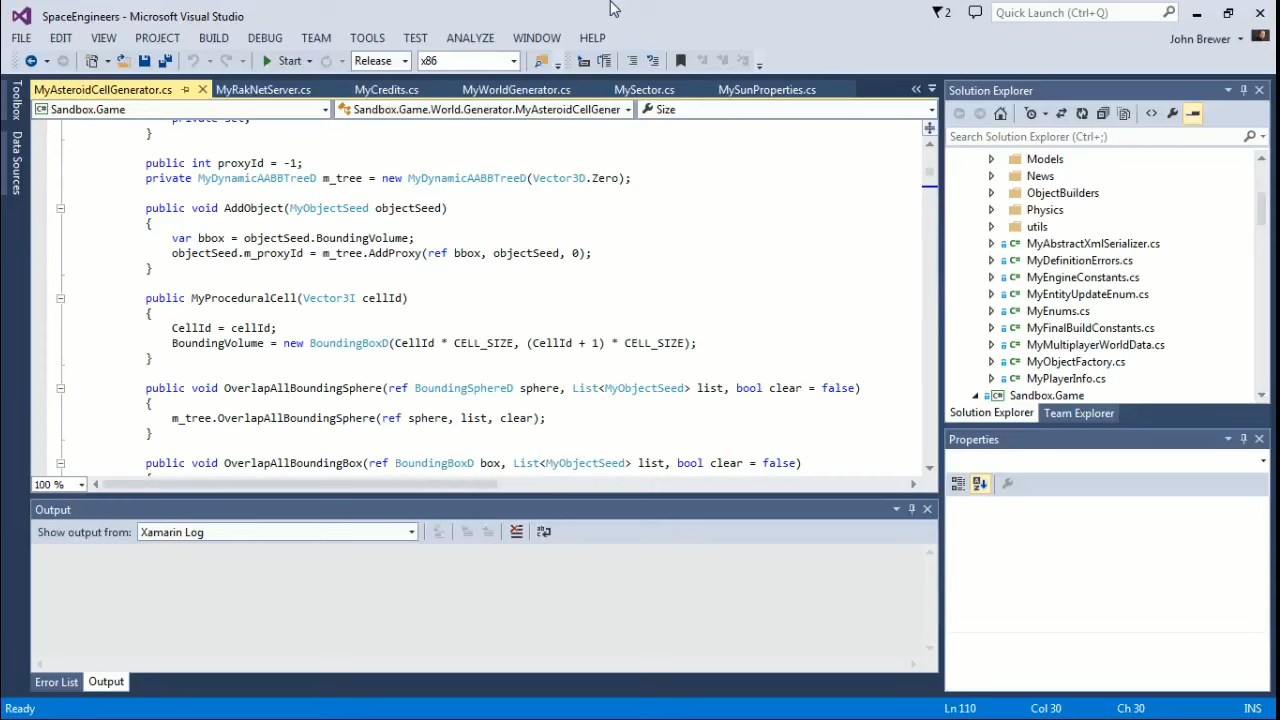 SpaceEngineers - Microsoft Visual Studio
2
Quick Launch (Ctrl+;)
FILE EDIT VIEW PROJECT BUILD DEBUG TEAM TOOLS TEST ANALYZE WINDOW HELP
John Brewer
Start Release x86
Toolbox
Data Sources
MyAsteroidCellGenerator.cs MyRakNetServer.cs MyCredits.cs MyWorldGenerator.cs MySector.cs MySunProperties.cs
Sandbox.Game Sandbox.Game.World.Generator.MyAsteroidCellGener Size
}
public int proxyId = -1;
private MyDynamicAABBTreeD m_tree = new MyDynamicAABBTreeD(Vector3D.Zero);
public void AddObject(MyObjectSeed objectSeed)
{
var bbox = objectSeed.BoundingVolume;
objectSeed.m_proxyId = m_tree.AddProxy(ref bbox, objectSeed, 0);
}
public MyProceduralCell(Vector3I cellId)
{
CellId = cellId;
BoundingVolume = new BoundingBoxD(CellId * CELL_SIZE, (CellId + 1) * CELL_SIZE);
}
public void OverlapAllBoundingSphere(ref BoundingSphereD sphere, List<MyObjectSeed> list, bool clear = false)
{
m_tree.OverlapAllBoundingSphere(ref sphere, list, clear);
}
public void OverlapAllBoundingBox(ref BoundingBoxD box, List<MyObjectSeed> list, bool clear = false)
100 %
Solution Explorer
Search Solution Explorer (Ctrl+;)
Models
News
ObjectBuilders
Physics
utils
MyAbstractXmlSerializer.cs
MyDefinitionErrors.cs
MyEngineConstants.cs
MyEntityUpdateEnum.cs
MyEnums.cs
MyFinalBuildConstants.cs
MyMultiplayerWorldData.cs
MyObjectFactory.cs
MyPlayerInfo.cs
Sandbox.Game
Solution Explorer Team Explorer
Properties
Output
Show output from: Xamarin Log
Error List Output
Ready Ln 110 Col 30 Ch 30 INS